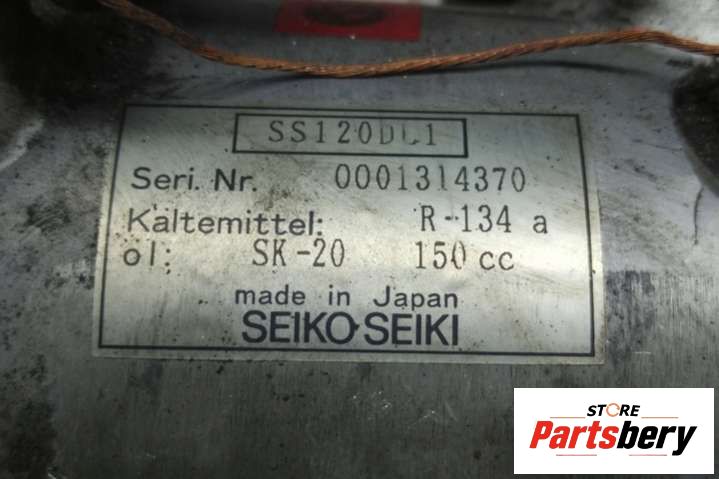 SS120DL1
Seri. Nr. 0001314370
Kältemittel: R-134 a
öl: SK-20 150 cc
made in Japan
SEIKO-SEIKI
STORE
Partsbery